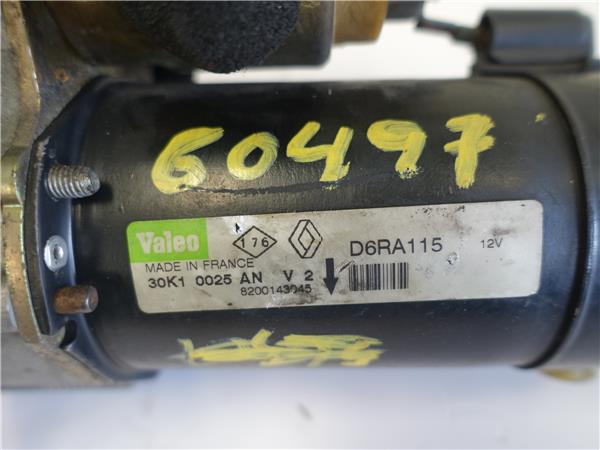 60497
Valeo 176 D6RA115 12V
MADE IN FRANCE
30K1 0025 AN V 2
8200143045